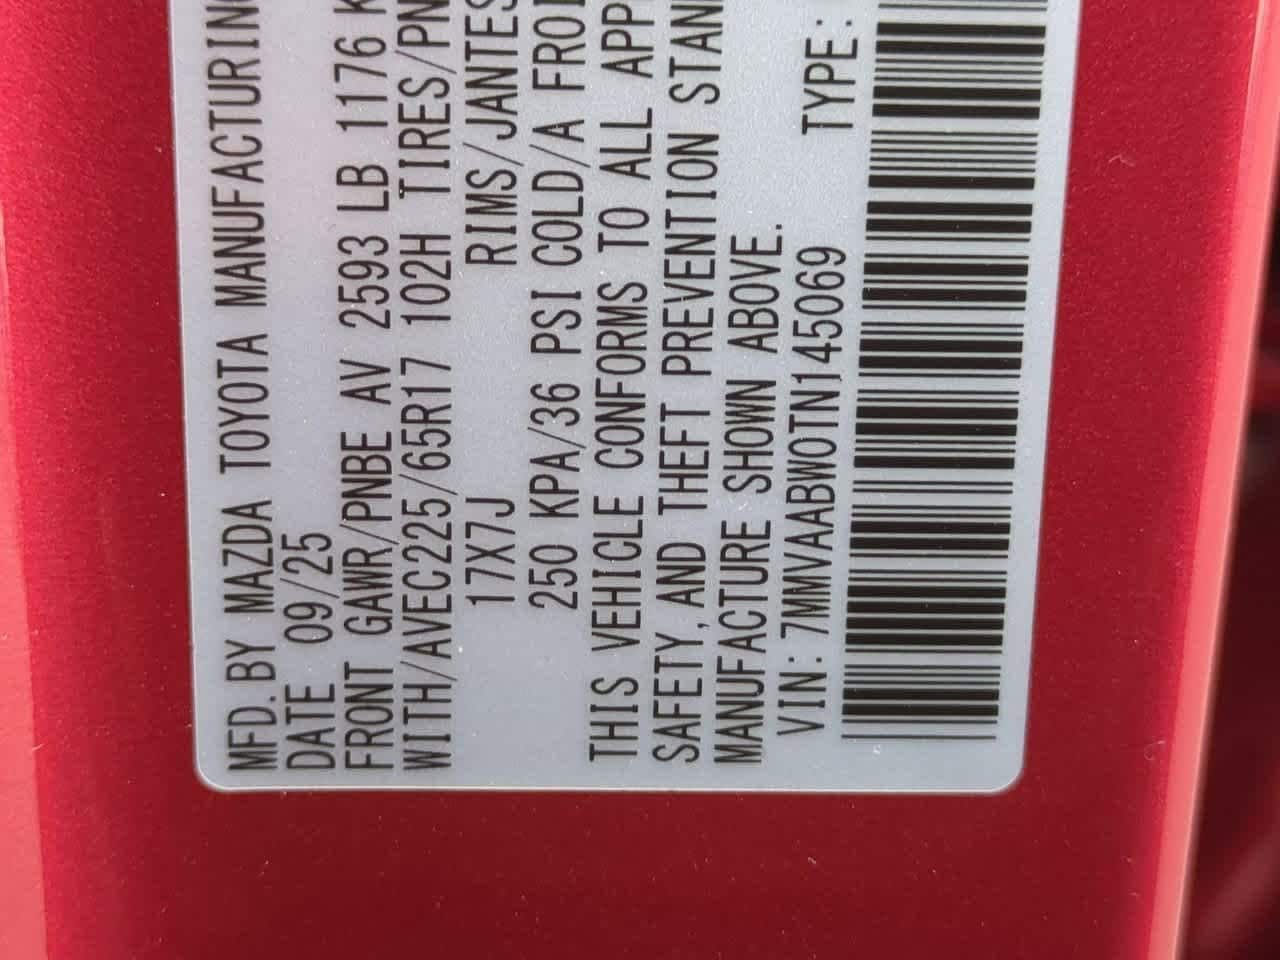 MFD.BY MAZDA TOYOTA MANUFACTURING
DATE 09/25
FRONT GAWR/PNBE AV 2593 LB 1176 K
WITH/AVEC225/65R17 102H TIRES/PN
17X7J RIMS/JANTES
250 KPA/36 PSI COLD/A FROI
THIS VEHICLE CONFORMS TO ALL APP
SAFETY,AND THEFT PREVENTION STAN
MANUFACTURE SHOWN ABOVE.
VIN: 7MMVAABW0TN145069 TYPE: